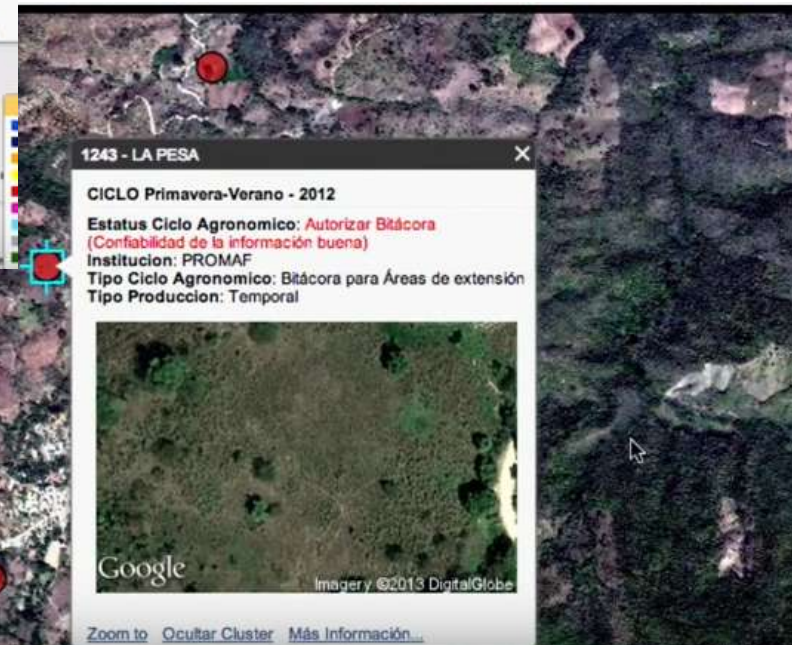 1243 - LA PESA
CICLO Primavera-Verano - 2012
Estatus Ciclo Agronomico: Autorizar Bitácora
(Confiabilidad de la información buena)
Institucion: PROMAF
Tipo Ciclo Agronomico: Bitácora para Áreas de extensión
Tipo Produccion: Temporal
Google
Imagery ©2013 DigitalGlobe
Zoom to Ocultar Cluster Más Información...